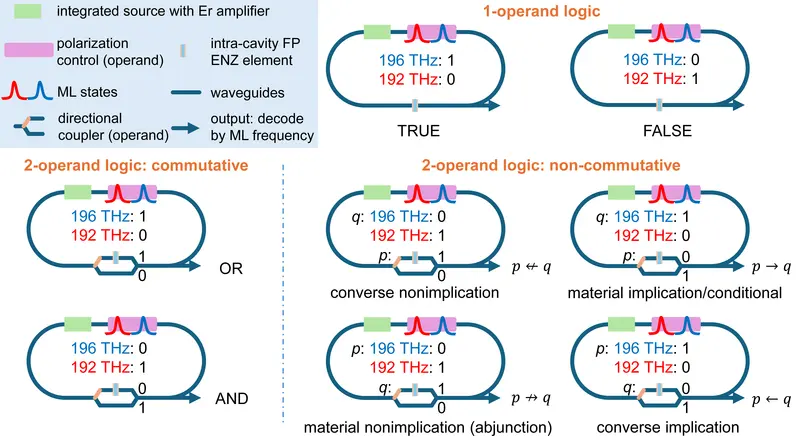 integrated source with Er amplifier
polarization
control (operand)
intra-cavity FP
ENZ element
ML states
waveguides
directional
coupler (operand)
output: decode
by ML frequency
1-operand logic
196 THz: 1
192 THz: 0
TRUE
196 THz: 0
192 THz: 1
FALSE
2-operand logic: commutative
196 THz: 1
192 THz: 0
1
0
OR
196 THz: 0
192 THz: 1
0
1
AND
2-operand logic: non-commutative
q: 196 THz: 0
192 THz: 1
p: 1
0
p ↚ q
converse nonimplication
q: 196 THz: 1
192 THz: 0
p: 0
1
p → q
material implication/conditional
p: 196 THz: 0
192 THz: 1
q: 1
0
p ↛ q
material nonimplication (abjunction)
p: 196 THz: 1
192 THz: 0
q: 0
1
p ← q
converse implication